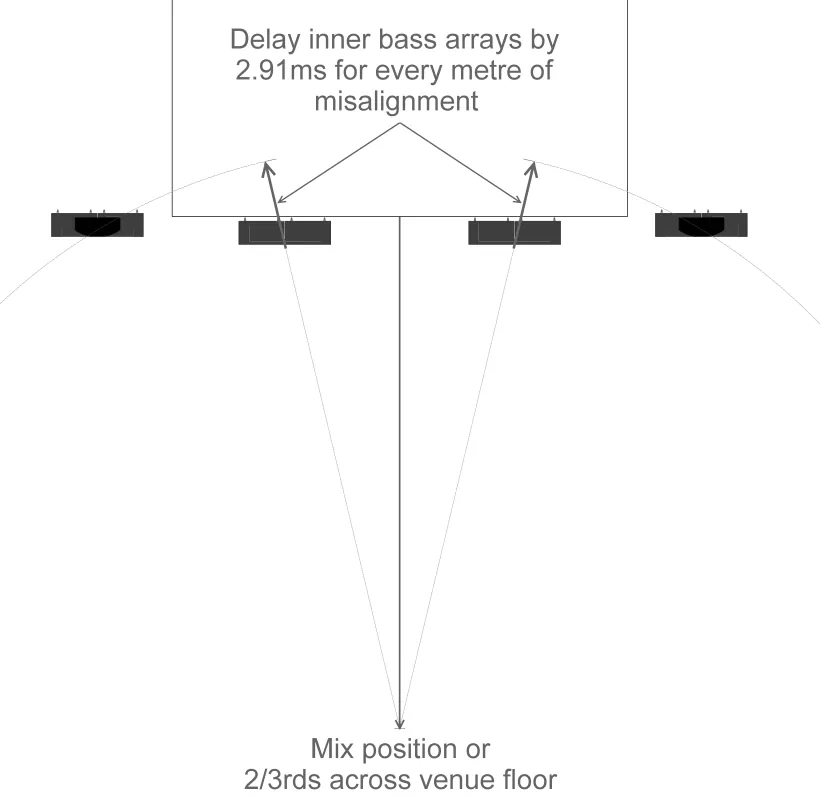 Delay inner bass arrays by
2.91ms for every metre of
misalignment
Mix position or
2/3rds across venue floor